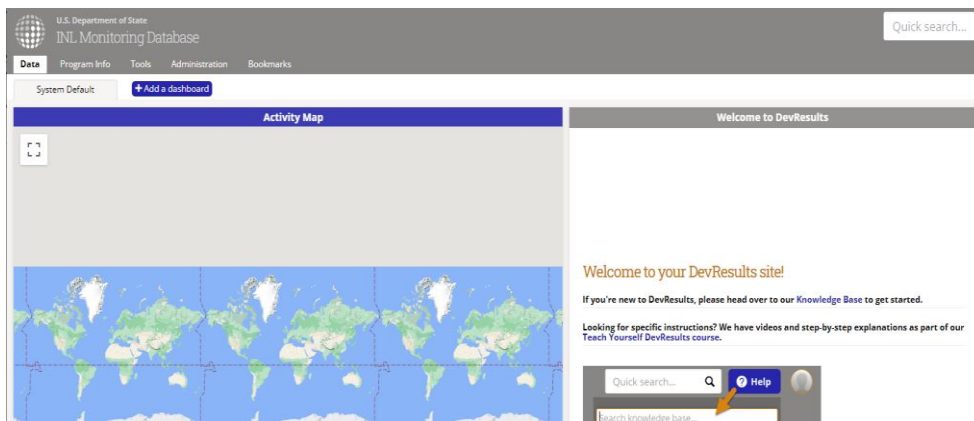 U.S. Department of State
INL Monitoring Database
Quick search...
Data Program Info Tools Administration Bookmarks
System Default + Add a dashboard
Activity Map
Welcome to DevResults
Welcome to your DevResults site!
If you're new to DevResults, please head over to our Knowledge Base to get started.
Looking for specific instructions? We have videos and step-by-step explanations as part of our
Teach Yourself DevResults course.
Quick search... ? Help
Search knowledge base...